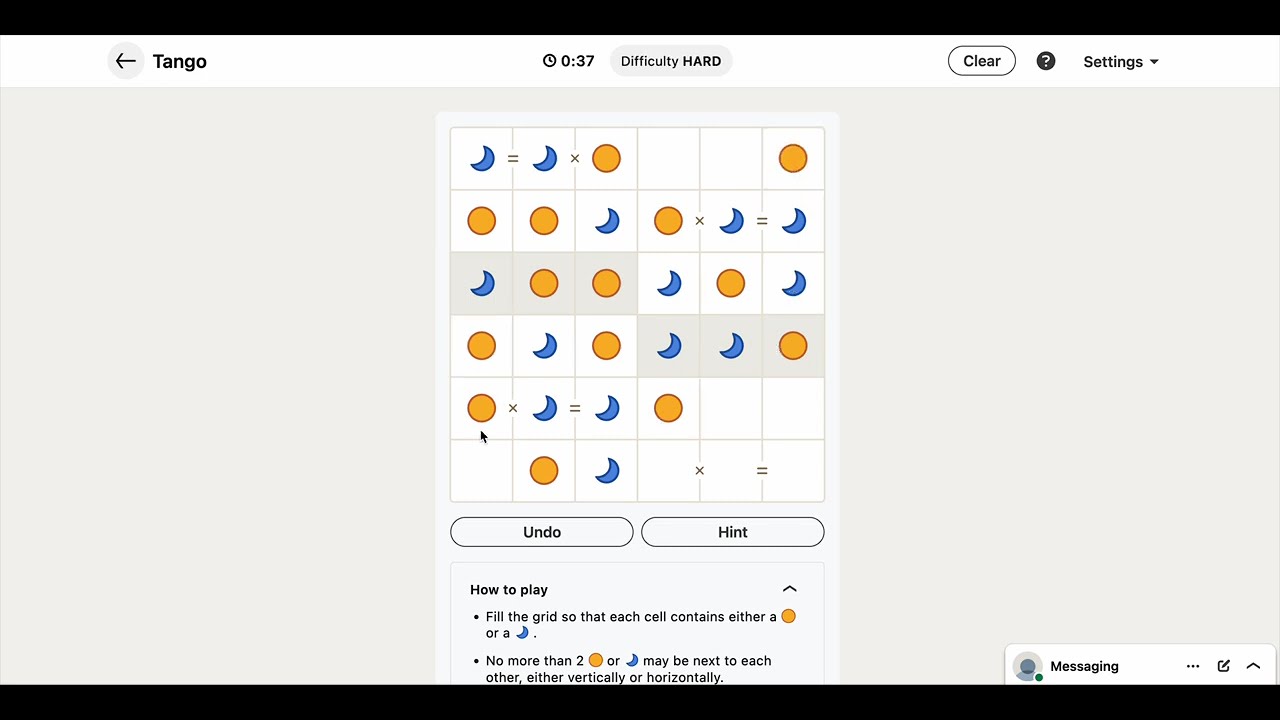 Tango
0:37
Difficulty HARD
Clear
?
Settings
= ×
× =
× =
× =
Undo
Hint
How to play
• Fill the grid so that each cell contains either a
or a .
• No more than 2 or may be next to each
other, either vertically or horizontally.
Messaging